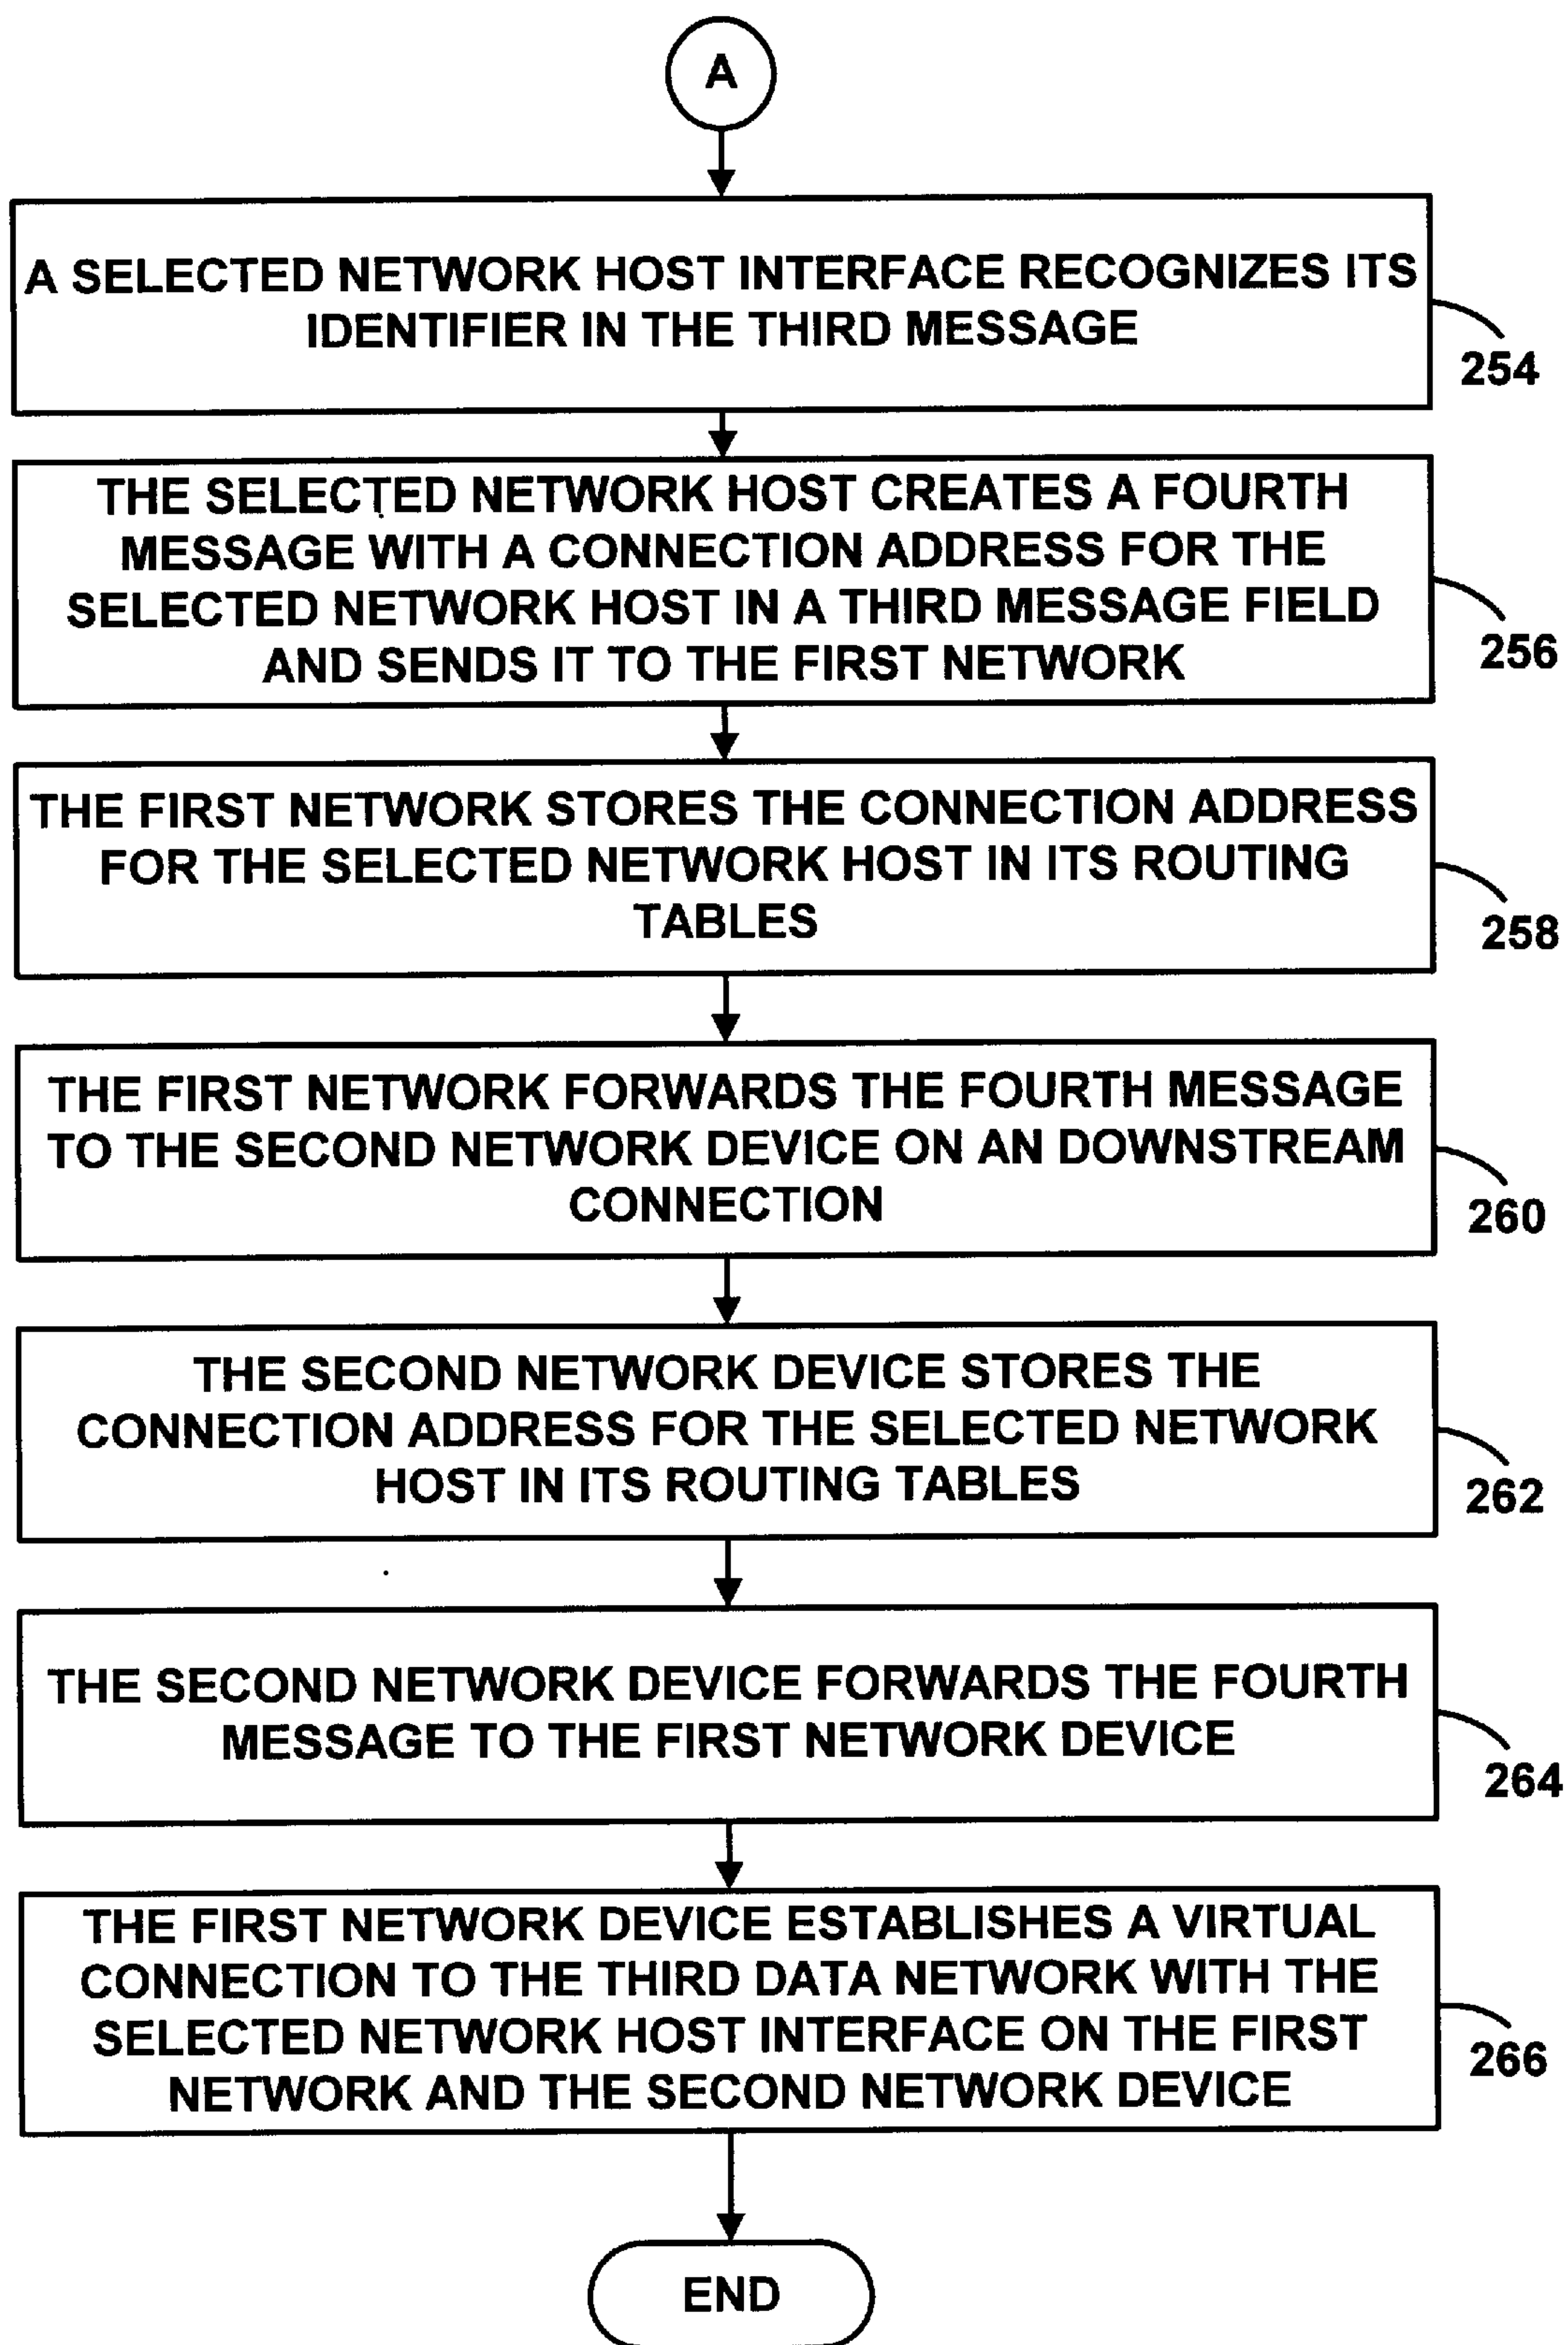 A
A SELECTED NETWORK HOST INTERFACE RECOGNIZES ITS
IDENTIFIER IN THE THIRD MESSAGE
254
THE SELECTED NETWORK HOST CREATES A FOURTH
MESSAGE WITH A CONNECTION ADDRESS FOR THE
SELECTED NETWORK HOST IN A THIRD MESSAGE FIELD
AND SENDS IT TO THE FIRST NETWORK
256
THE FIRST NETWORK STORES THE CONNECTION ADDRESS
FOR THE SELECTED NETWORK HOST IN ITS ROUTING
TABLES
258
THE FIRST NETWORK FORWARDS THE FOURTH MESSAGE
TO THE SECOND NETWORK DEVICE ON AN DOWNSTREAM
CONNECTION
260
THE SECOND NETWORK DEVICE STORES THE
CONNECTION ADDRESS FOR THE SELECTED NETWORK
HOST IN ITS ROUTING TABLES
262
THE SECOND NETWORK DEVICE FORWARDS THE FOURTH
MESSAGE TO THE FIRST NETWORK DEVICE
264
THE FIRST NETWORK DEVICE ESTABLISHES A VIRTUAL
CONNECTION TO THE THIRD DATA NETWORK WITH THE
SELECTED NETWORK HOST INTERFACE ON THE FIRST
NETWORK AND THE SECOND NETWORK DEVICE
266
END